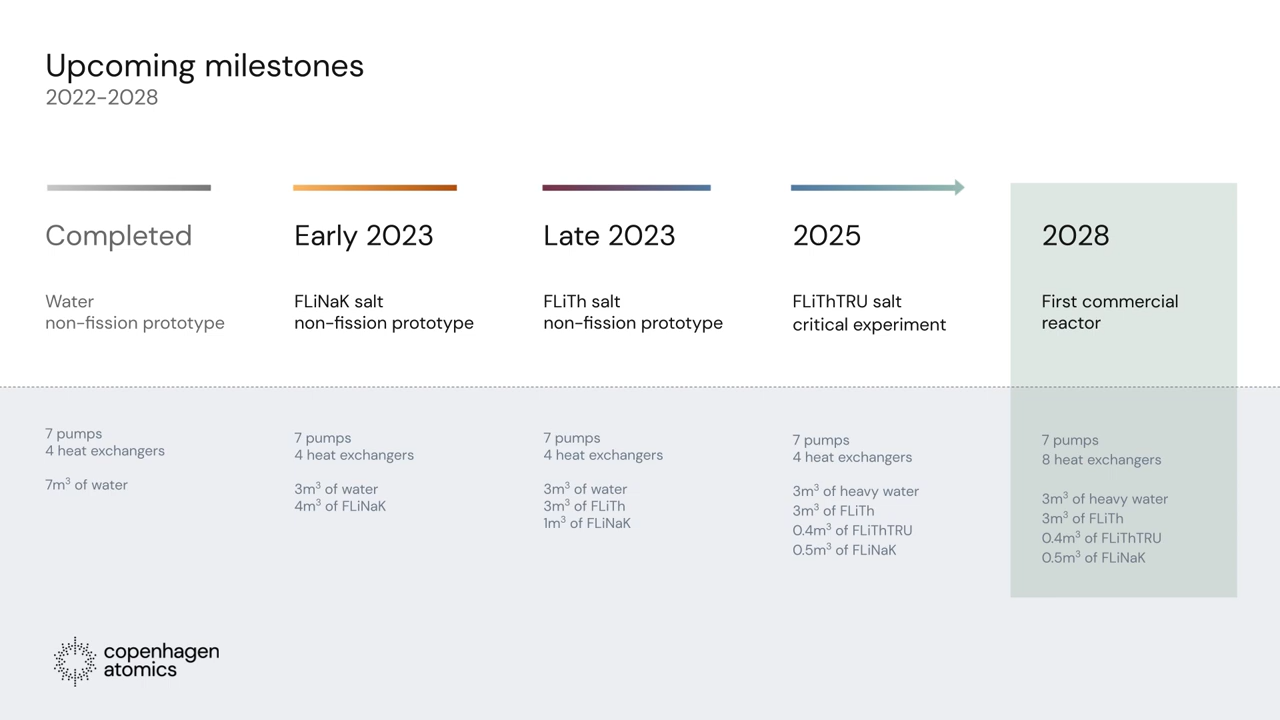 Upcoming milestones
2022-2028
Completed
Water
non-fission prototype
7 pumps
4 heat exchangers
7m³ of water
Early 2023
FLiNaK salt
non-fission prototype
7 pumps
4 heat exchangers
3m³ of water
4m³ of FLiNaK
Late 2023
FLiTh salt
non-fission prototype
7 pumps
4 heat exchangers
3m³ of water
3m³ of FLiTh
1m³ of FLiNaK
2025
FLiThTRU salt
critical experiment
7 pumps
4 heat exchangers
3m³ of heavy water
3m³ of FLiTh
0.4m³ of FLiThTRU
0.5m³ of FLiNaK
2028
First commercial
reactor
7 pumps
8 heat exchangers
3m³ of heavy water
3m³ of FLiTh
0.4m³ of FLiThTRU
0.5m³ of FLiNaK
copenhagen
atomics